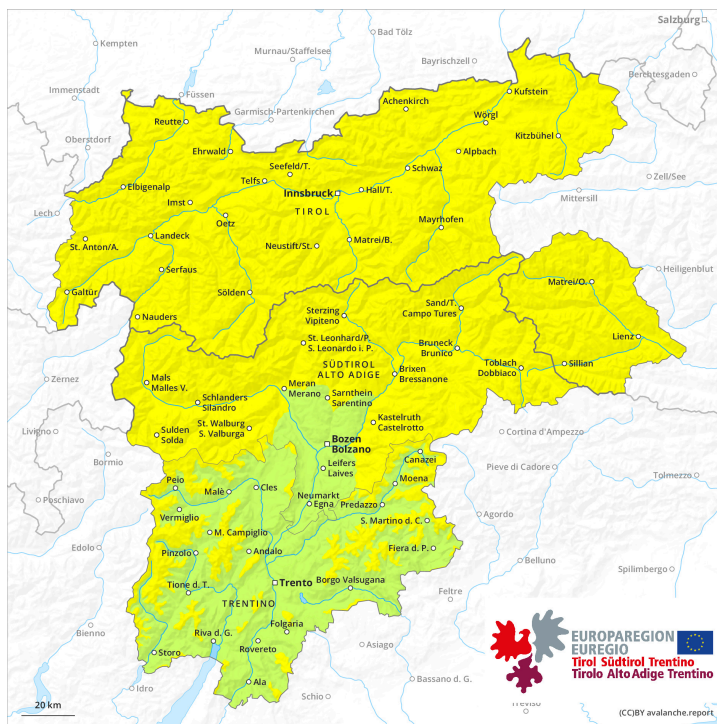 Salzburg
Kempten
Bad Tölz
Murnau/Staffelsee
Bayrischzell
Berchtesgaden
Immenstadt
Füssen
Achenkirch
Kufstein
Garmisch-Partenkirchen
Reutte
Wörgl
Oberstdorf
Kitzbühel
Ehrwald
Alpbach
Seefeld/T.
Schwaz
Zell/See
Telfs
Elbigenalp
Innsbruck
Hall/T.
Mittersill
Imst
TIROL
Lech
Oetz
Mayrhofen
Landeck
St. Anton/A.
Neustift/St.
Matrei/B.
Serfaus
Heiligenblut
Galtür
Sölden
Matrei/O.
Nauders
Sterzing
Vipiteno
Sand/T.
Campo Tures
St. Leonhard/P.
S. Leonardo i. P.
Lienz
Bruneck
Brunico
SÜDTIROL
ALTO ADIGE
Toblach
Dobbiaco
Sillian
Zernez
Mals
Malles V.
Meran
Merano
Brixen
Bressanone
Schlanders
Silandro
Sarnthein
Sarentino
Kastelruth
Castelrotto
Livigno
Sulden
Solda
St. Walburg
S. Valburga
Bozen
Bolzano
Cortina d'Ampezzo
Bormio
Canazei
Leifers
Laives
Pieve di Cadore
Tolmezzo
Poschiavo
Peio
Malè
Cles
Moena
Neumarkt
Egna
Predazzo
Vermiglio
Agordo
S. Martino d. C.
M. Campiglio
Edolo
Pinzolo
Andalo
Fiera d. P.
Belluno
Spilimbergo
Tione d. T.
Trento
Borgo Valsugana
Feltre
TRENTINO
Folgaria
Bienno
Riva d. G.
Rovereto
Asiago
Storo
Ala
Bassano d. G.
Idro
Schio
Treviso
EUROPAREGION
EUREGIO
Tirol Südtirol Trentino
Tirolo Alto Adige Trentino
20 km
(CC)BY avalanche.report